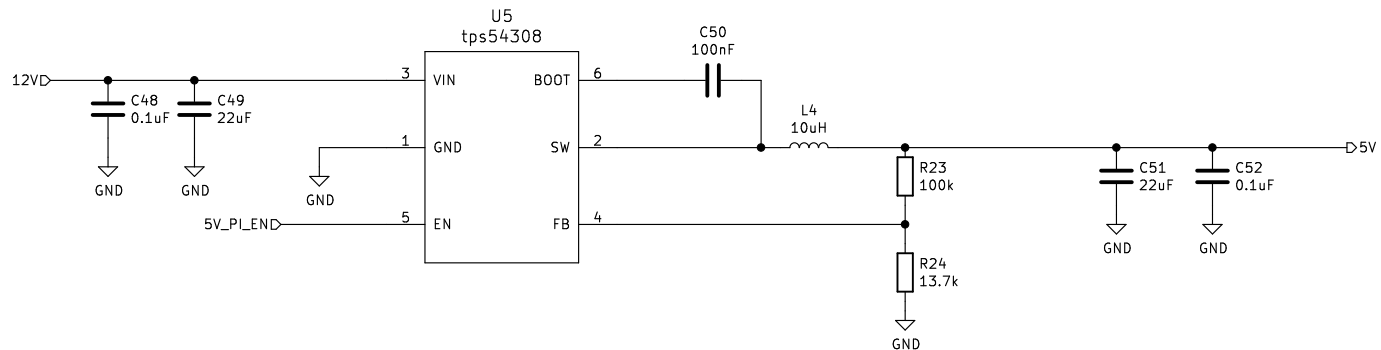 U5
tps54308
C50
100nF
12V
3
VIN
BOOT
6
C48
0.1uF
C49
22uF
L4
10uH
1
GND
SW
2
5V
GND
GND
GND
R23
100k
C51
22uF
C52
0.1uF
5V_PI_EN
5
EN
FB
4
GND
GND
R24
13.7k
GND